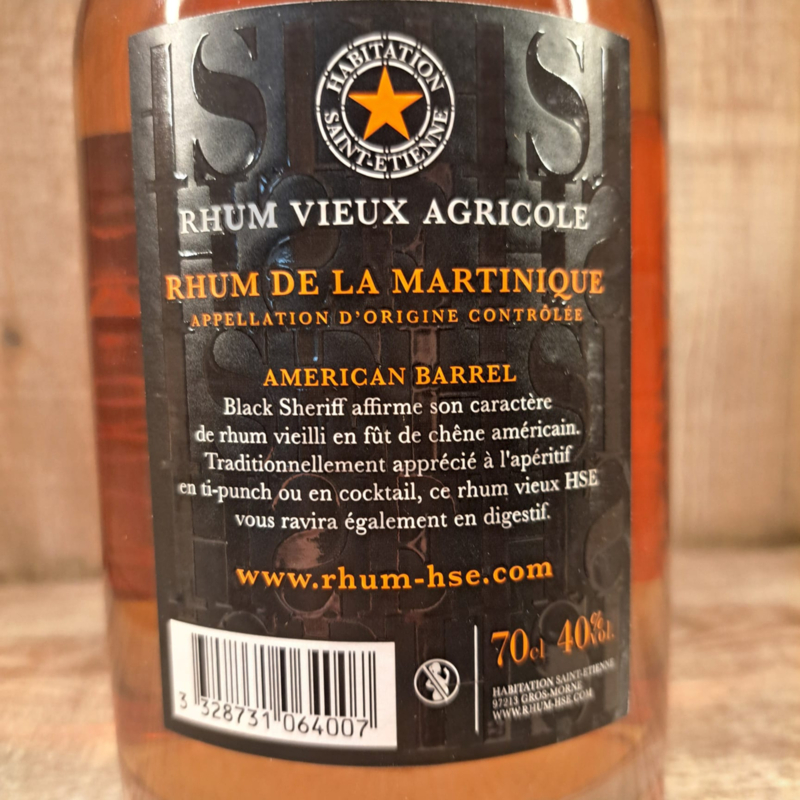 HABITATION
SAINT-ETIENNE
RHUM VIEUX AGRICOLE
RHUM DE LA MARTINIQUE
APPELLATION D'ORIGINE CONTRÔLÉE
AMERICAN BARREL
Black Sheriff affirme son caractère
de rhum vieilli en fût de chêne américain.
Traditionnellement apprécié à l'apéritif
en ti-punch ou en cocktail, ce rhum vieux HSE
vous ravira également en digestif.
www.rhum-hse.com
3 328731 064007
70cl 40%vol.
HABITATION SAINT-ETIENNE
97213 GROS-MORNE
WWW.RHUM-HSE.COM